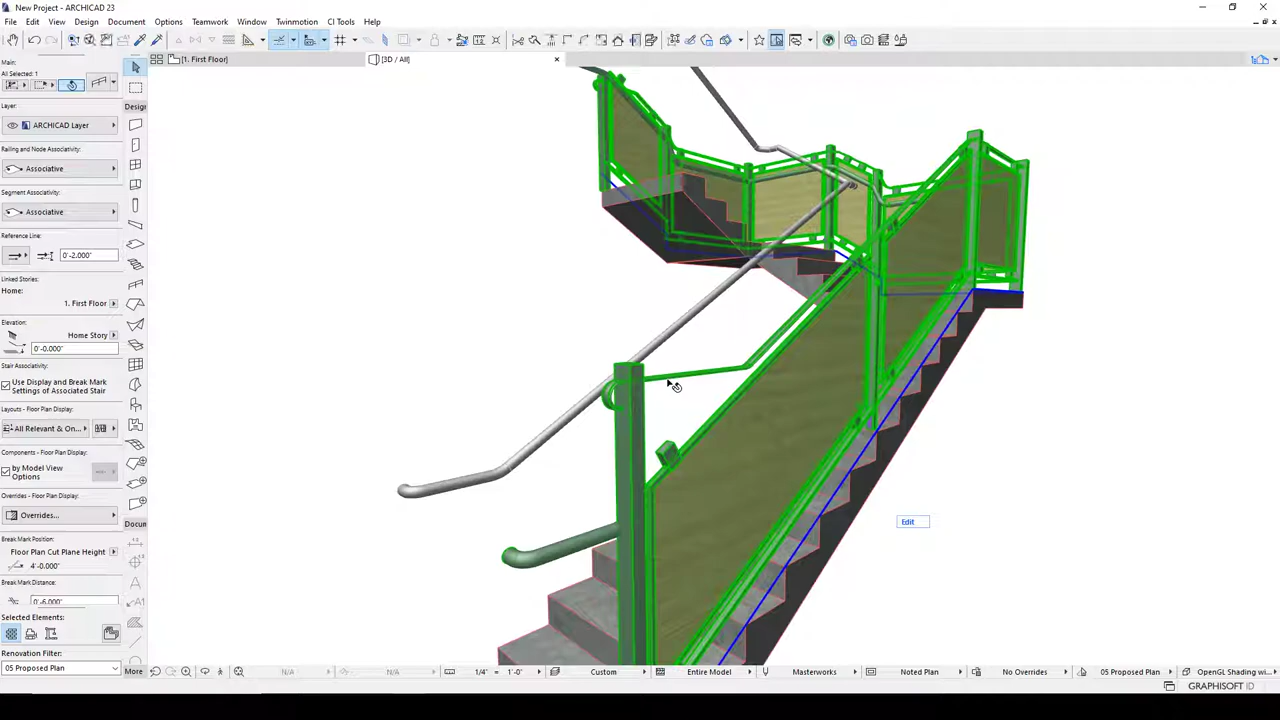 New Project - ARCHICAD 23
File Edit View Design Document Options Teamwork Window Twinmotion CI Tools Help
[1. First Floor]
[3D / All]
Main:
All Selected: 1
Layer:
ARCHICAD Layer
Railing and Node Associativity:
Associative
Segment Associativity:
Associative
Reference Line:
0'-2.000"
Linked Stories:
Home:
1. First Floor
Elevation:
Home Story
0'-0.000"
Stair Associativity:
Use Display and Break Mark
Settings of Associated Stair
Layouts - Floor Plan Display:
All Relevant & On...
Components - Floor Plan Display:
by Model View
Options
Overrides - Floor Plan Display:
Overrides...
Break Mark Position:
Floor Plan Cut Plane Height
4'-0.000"
Break Mark Distance:
0'-6.000"
Selected Elements:
Renovation Filter:
05 Proposed Plan
Design
Docum
More
Edit
N/A
N/A
1/4" = 1'-0"
Custom
Entire Model
Masterworks
Noted Plan
No Overrides
05 Proposed Plan
OpenGL Shading wi...
GRAPHISOFT ID